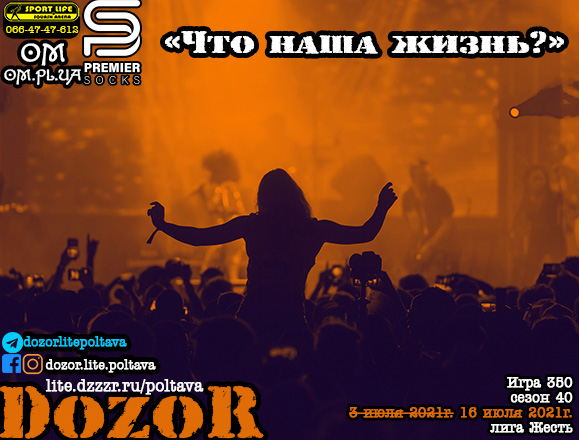 SPORT LIFE
SQUASH ARENA
066-47-47-612
OM
OM.PL.UA
PREMIER
SOCKS
«Что наша жизнь?»
dozorlitepoltava
dozor.lite.poltava
lite.dzzzr.ru/poltava
DozoR
Игра 350
сезон 40
3 июля 2021г. 16 июля 2021г.
лига Жесть